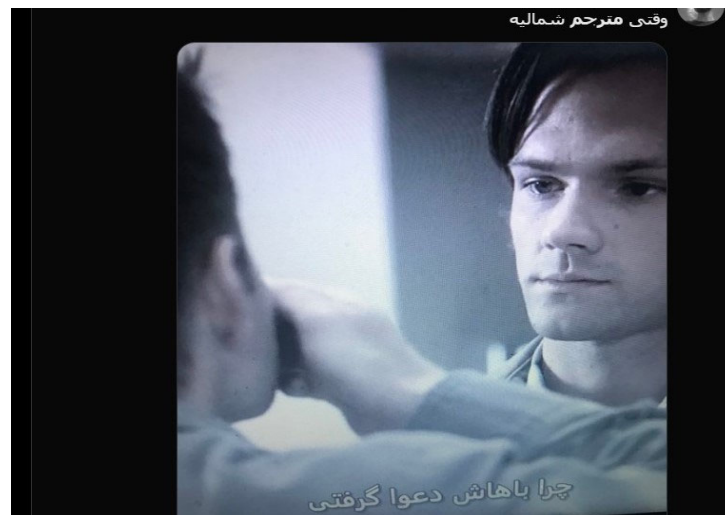 وقتی مترجم شمالیه
چرا باهاش دعوا گرفتی